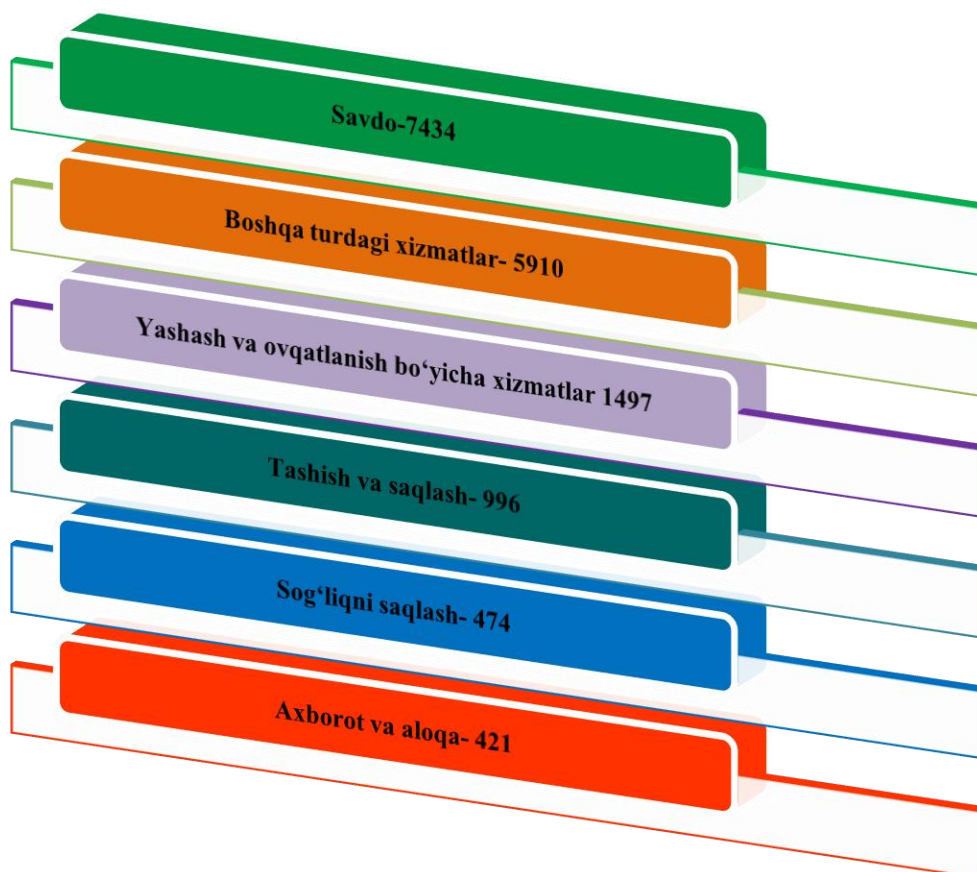 Savdo-7434
Boshqa turdagi xizmatlar- 5910
Yashash va ovqatlanish bo‘yicha xizmatlar 1497
Tashish va saqlash- 996
Sog‘liqni saqlash- 474
Axborot va aloqa- 421